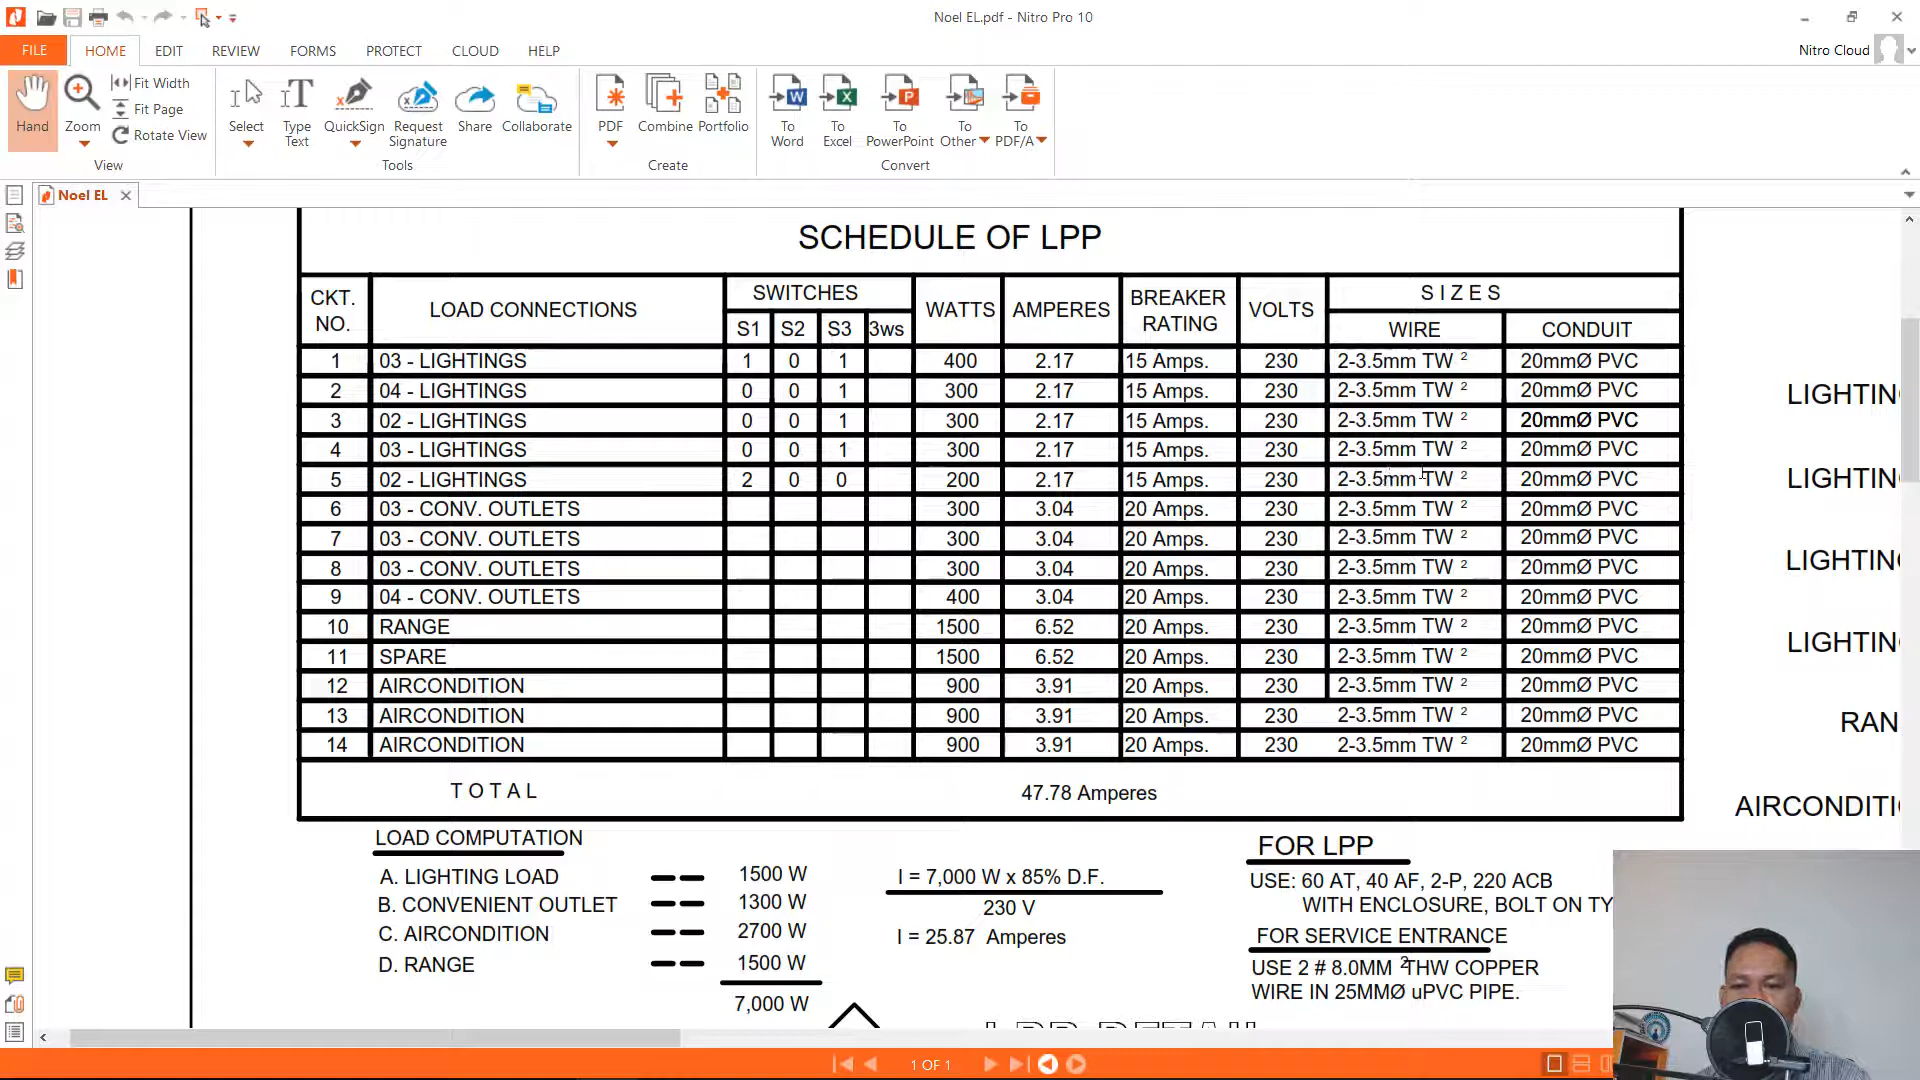 Noel EL.pdf - Nitro Pro 10
FILE HOME EDIT REVIEW FORMS PROTECT CLOUD HELP Nitro Cloud
Hand
Zoom
Fit Width
Fit Page
Rotate View
View
Select
Type Text
QuickSign
Request Signature
Share
Collaborate
Tools
PDF
Combine
Portfolio
Create
To Word
To Excel
To PowerPoint
To Other
To PDF/A
Convert
Noel EL
SCHEDULE OF LPP
CKT. NO. LOAD CONNECTIONS SWITCHES WATTS AMPERES BREAKER RATING VOLTS S I Z E S
S1 S2 S3 3ws WIRE CONDUIT
1 03 - LIGHTINGS 1 0 1 400 2.17 15 Amps. 230 2-3.5mm TW ² 20mmØ PVC
2 04 - LIGHTINGS 0 0 1 300 2.17 15 Amps. 230 2-3.5mm TW ² 20mmØ PVC
3 02 - LIGHTINGS 0 0 1 300 2.17 15 Amps. 230 2-3.5mm TW ² 20mmØ PVC
4 03 - LIGHTINGS 0 0 1 300 2.17 15 Amps. 230 2-3.5mm TW ² 20mmØ PVC
5 02 - LIGHTINGS 2 0 0 200 2.17 15 Amps. 230 2-3.5mm TW ² 20mmØ PVC
6 03 - CONV. OUTLETS 300 3.04 20 Amps. 230 2-3.5mm TW ² 20mmØ PVC
7 03 - CONV. OUTLETS 300 3.04 20 Amps. 230 2-3.5mm TW ² 20mmØ PVC
8 03 - CONV. OUTLETS 300 3.04 20 Amps. 230 2-3.5mm TW ² 20mmØ PVC
9 04 - CONV. OUTLETS 400 3.04 20 Amps. 230 2-3.5mm TW ² 20mmØ PVC
10 RANGE 1500 6.52 20 Amps. 230 2-3.5mm TW ² 20mmØ PVC
11 SPARE 1500 6.52 20 Amps. 230 2-3.5mm TW ² 20mmØ PVC
12 AIRCONDITION 900 3.91 20 Amps. 230 2-3.5mm TW ² 20mmØ PVC
13 AIRCONDITION 900 3.91 20 Amps. 230 2-3.5mm TW ² 20mmØ PVC
14 AIRCONDITION 900 3.91 20 Amps. 230 2-3.5mm TW ² 20mmØ PVC
T O T A L 47.78 Amperes
LIGHTIN
LIGHTIN
LIGHTIN
LIGHTIN
RAN
AIRCONDITI
LOAD COMPUTATION
A. LIGHTING LOAD 1500 W
B. CONVENIENT OUTLET 1300 W
C. AIRCONDITION 2700 W
D. RANGE 1500 W
7,000 W
I = 7,000 W x 85% D.F.
230 V
I = 25.87 Amperes
FOR LPP
USE: 60 AT, 40 AF, 2-P, 220 ACB
WITH ENCLOSURE, BOLT ON TY
FOR SERVICE ENTRANCE
USE 2 # 8.0MM ² THW COPPER
WIRE IN 25MMØ uPVC PIPE.
LPP DETAIL
1 OF 1